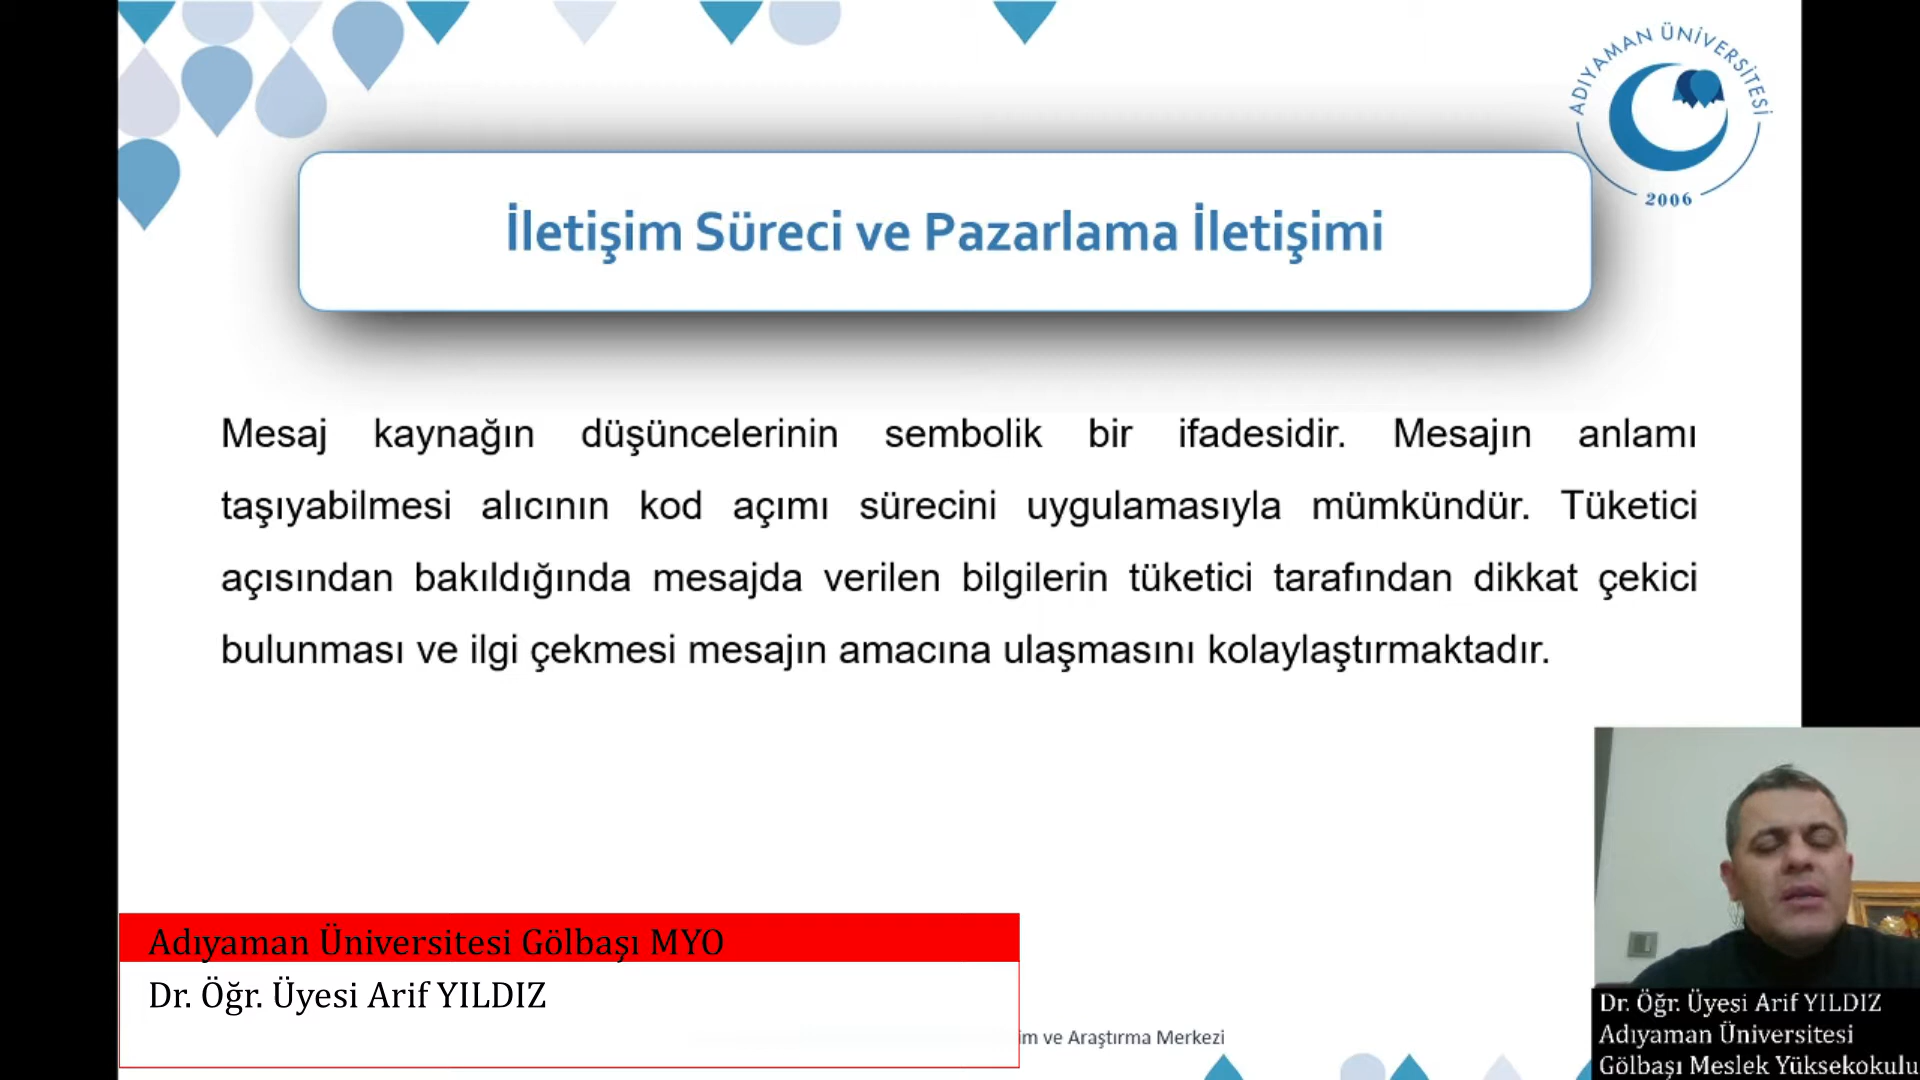 ADIYAMAN ÜNİVERSİTESİ
2006
İletişim Süreci ve Pazarlama İletişimi
Mesaj kaynağın düşüncelerinin sembolik bir ifadesidir. Mesajın anlamı
taşıyabilmesi alıcının kod açımı sürecini uygulamasıyla mümkündür. Tüketici
açısından bakıldığında mesajda verilen bilgilerin tüketici tarafından dikkat çekici
bulunması ve ilgi çekmesi mesajın amacına ulaşmasını kolaylaştırmaktadır.
Adıyaman Üniversitesi Gölbaşı MYO
Dr. Öğr. Üyesi Arif YILDIZ
ve Araştırma Merkezi
Dr. Öğr. Üyesi Arif YILDIZ
Adıyaman Üniversitesi
Gölbaşı Meslek Yüksekokulu